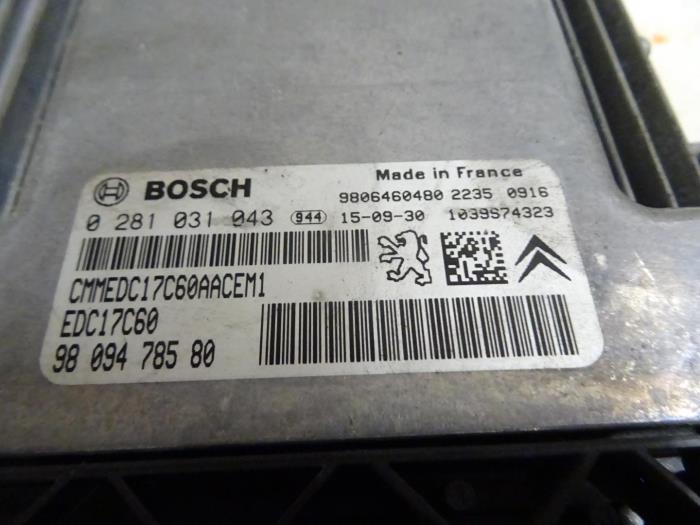 BOSCH
Made in France
9806460480 2235 0916
0 281 031 043 944 15-09-30 1039S74323
CMMEDC17C60AACEM1
EDC17C60
98 094 785 80